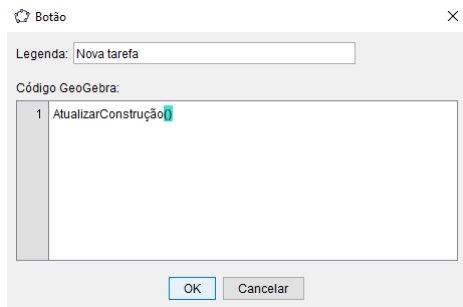 Botão
Legenda: Nova tarefa
Código GeoGebra:
1 AtualizarConstrução()
OK Cancelar